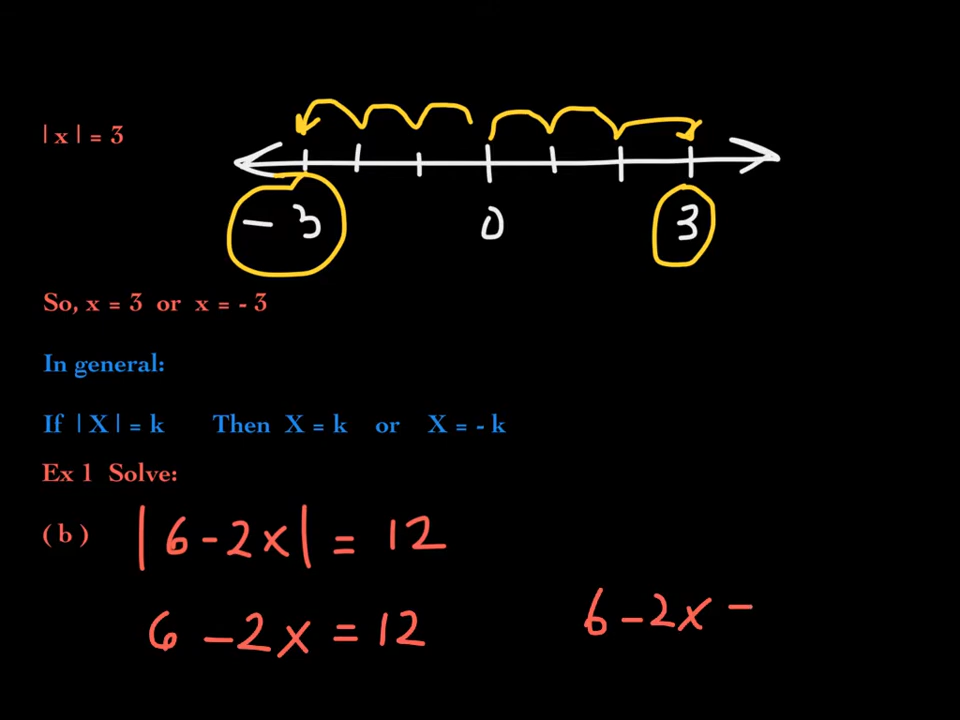 | x | = 3
- 3 0 3
So, x = 3 or x = - 3
In general:
If | X | = k Then X = k or X = - k
Ex 1 Solve:
( b ) |6-2x| = 12
6 -2x = 12 6 -2x -